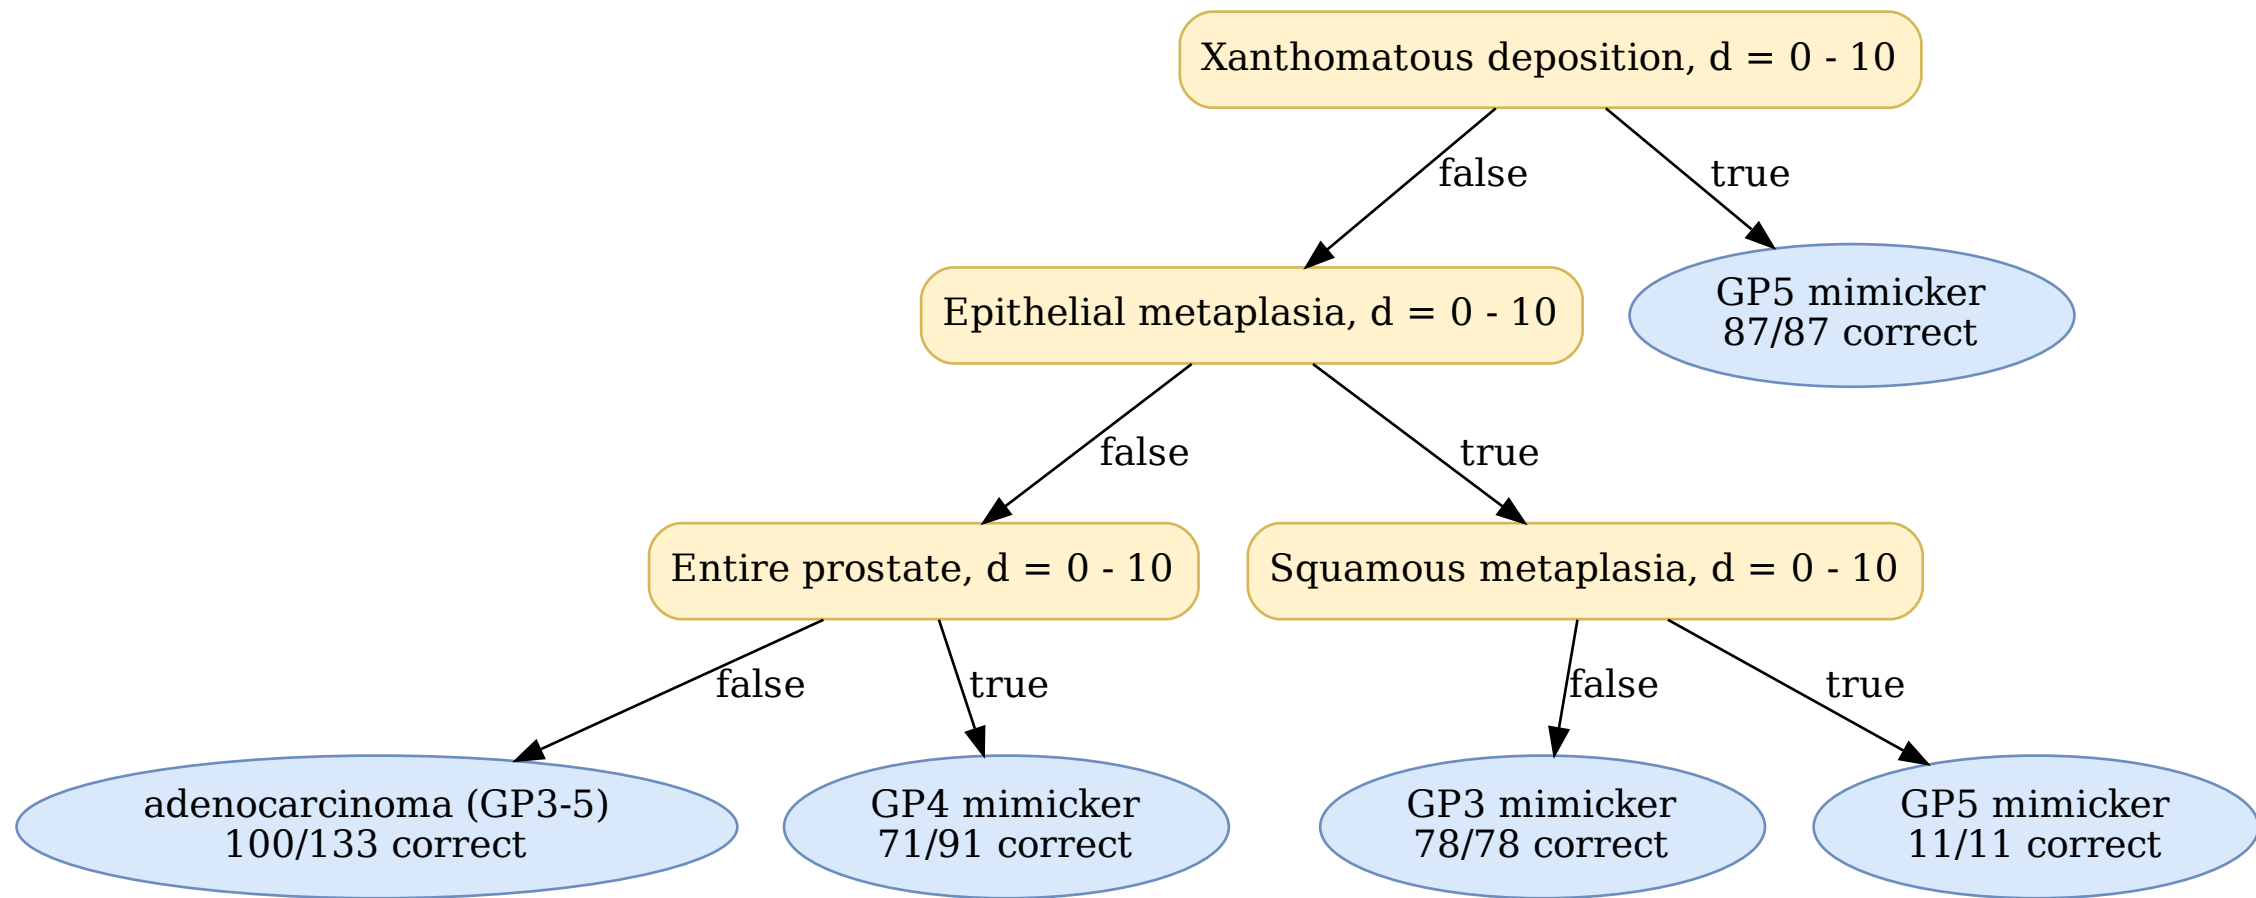 Xanthomatous deposition, d = 0 - 10
false
true
Epithelial metaplasia, d = 0 - 10
GP5 mimicker
87/87 correct
false
true
Entire prostate, d = 0 - 10
Squamous metaplasia, d = 0 - 10
false
true
false
true
adenocarcinoma (GP3-5)
100/133 correct
GP4 mimicker
71/91 correct
GP3 mimicker
78/78 correct
GP5 mimicker
11/11 correct